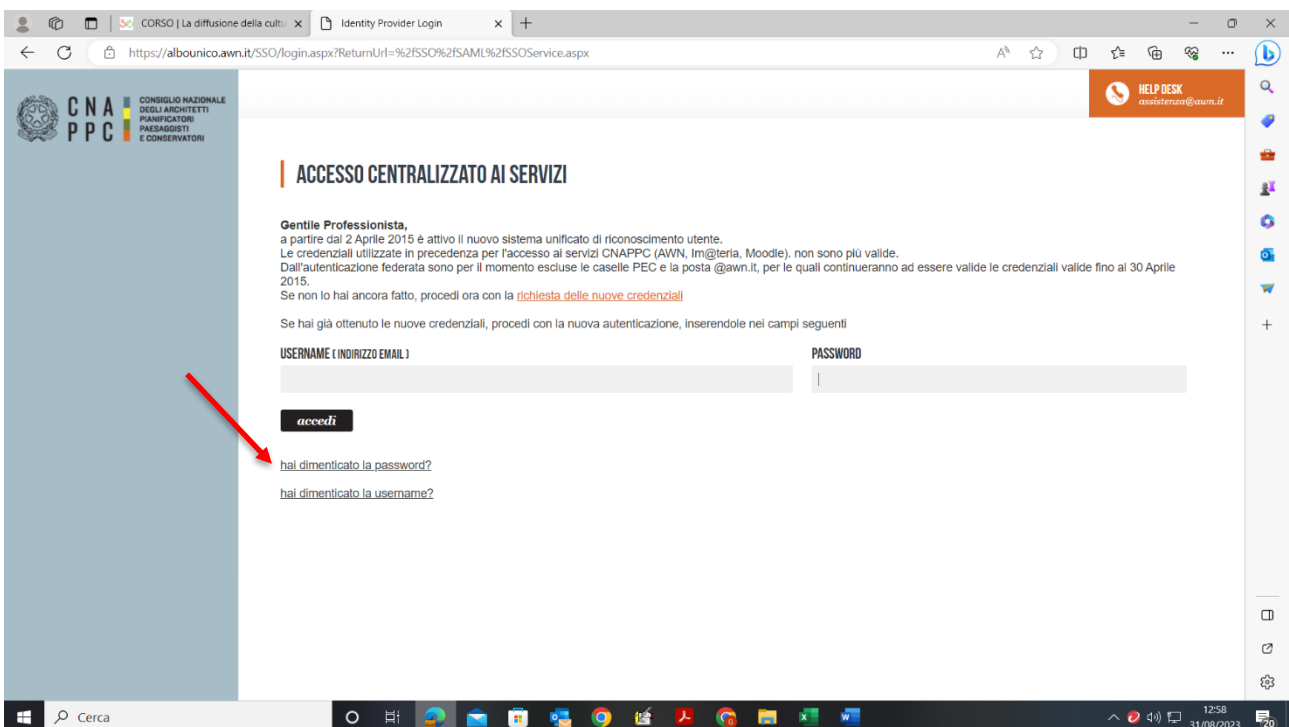 CORSO | La diffusione della cultu
Identity Provider Login
https://albounico.awn.it/SSO/login.aspx?ReturnUrl=%2fSSO%2fSAML%2fSSOService.aspx
CNA
PPC
CONSIGLIO NAZIONALE
DEGLI ARCHITETTI
PIANIFICATORI
PAESAGGISTI
E CONSERVATORI
HELP DESK
assistenza@awn.it
ACCESSO CENTRALIZZATO AI SERVIZI
Gentile Professionista,
a partire dal 2 Aprile 2015 è attivo il nuovo sistema unificato di riconoscimento utente.
Le credenziali utilizzate in precedenza per l'accesso ai servizi CNAPPC (AWN, Im@teria, Moodle). non sono più valide.
Dall'autenticazione federata sono per il momento escluse le caselle PEC e la posta @awn.it, per le quali continueranno ad essere valide le credenziali valide fino al 30 Aprile
2015.
Se non lo hai ancora fatto, procedi ora con la richiesta delle nuove credenziali
Se hai già ottenuto le nuove credenziali, procedi con la nuova autenticazione, inserendole nei campi seguenti
USERNAME ( INDIRIZZO EMAIL )
PASSWORD
accedi
hai dimenticato la password?
hai dimenticato la username?
Cerca
12:58
31/08/2023
20